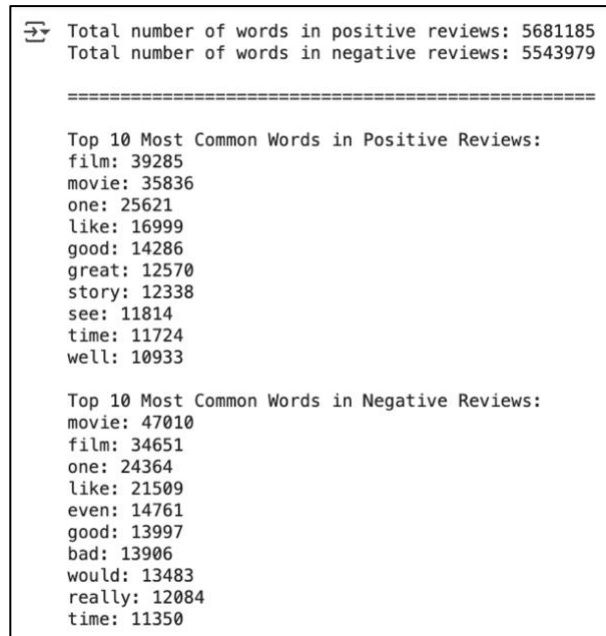 Total number of words in positive reviews: 5681185
Total number of words in negative reviews: 5543979
==================================================
Top 10 Most Common Words in Positive Reviews:
film: 39285
movie: 35836
one: 25621
like: 16999
good: 14286
great: 12570
story: 12338
see: 11814
time: 11724
well: 10933
Top 10 Most Common Words in Negative Reviews:
movie: 47010
film: 34651
one: 24364
like: 21509
even: 14761
good: 13997
bad: 13906
would: 13483
really: 12084
time: 11350